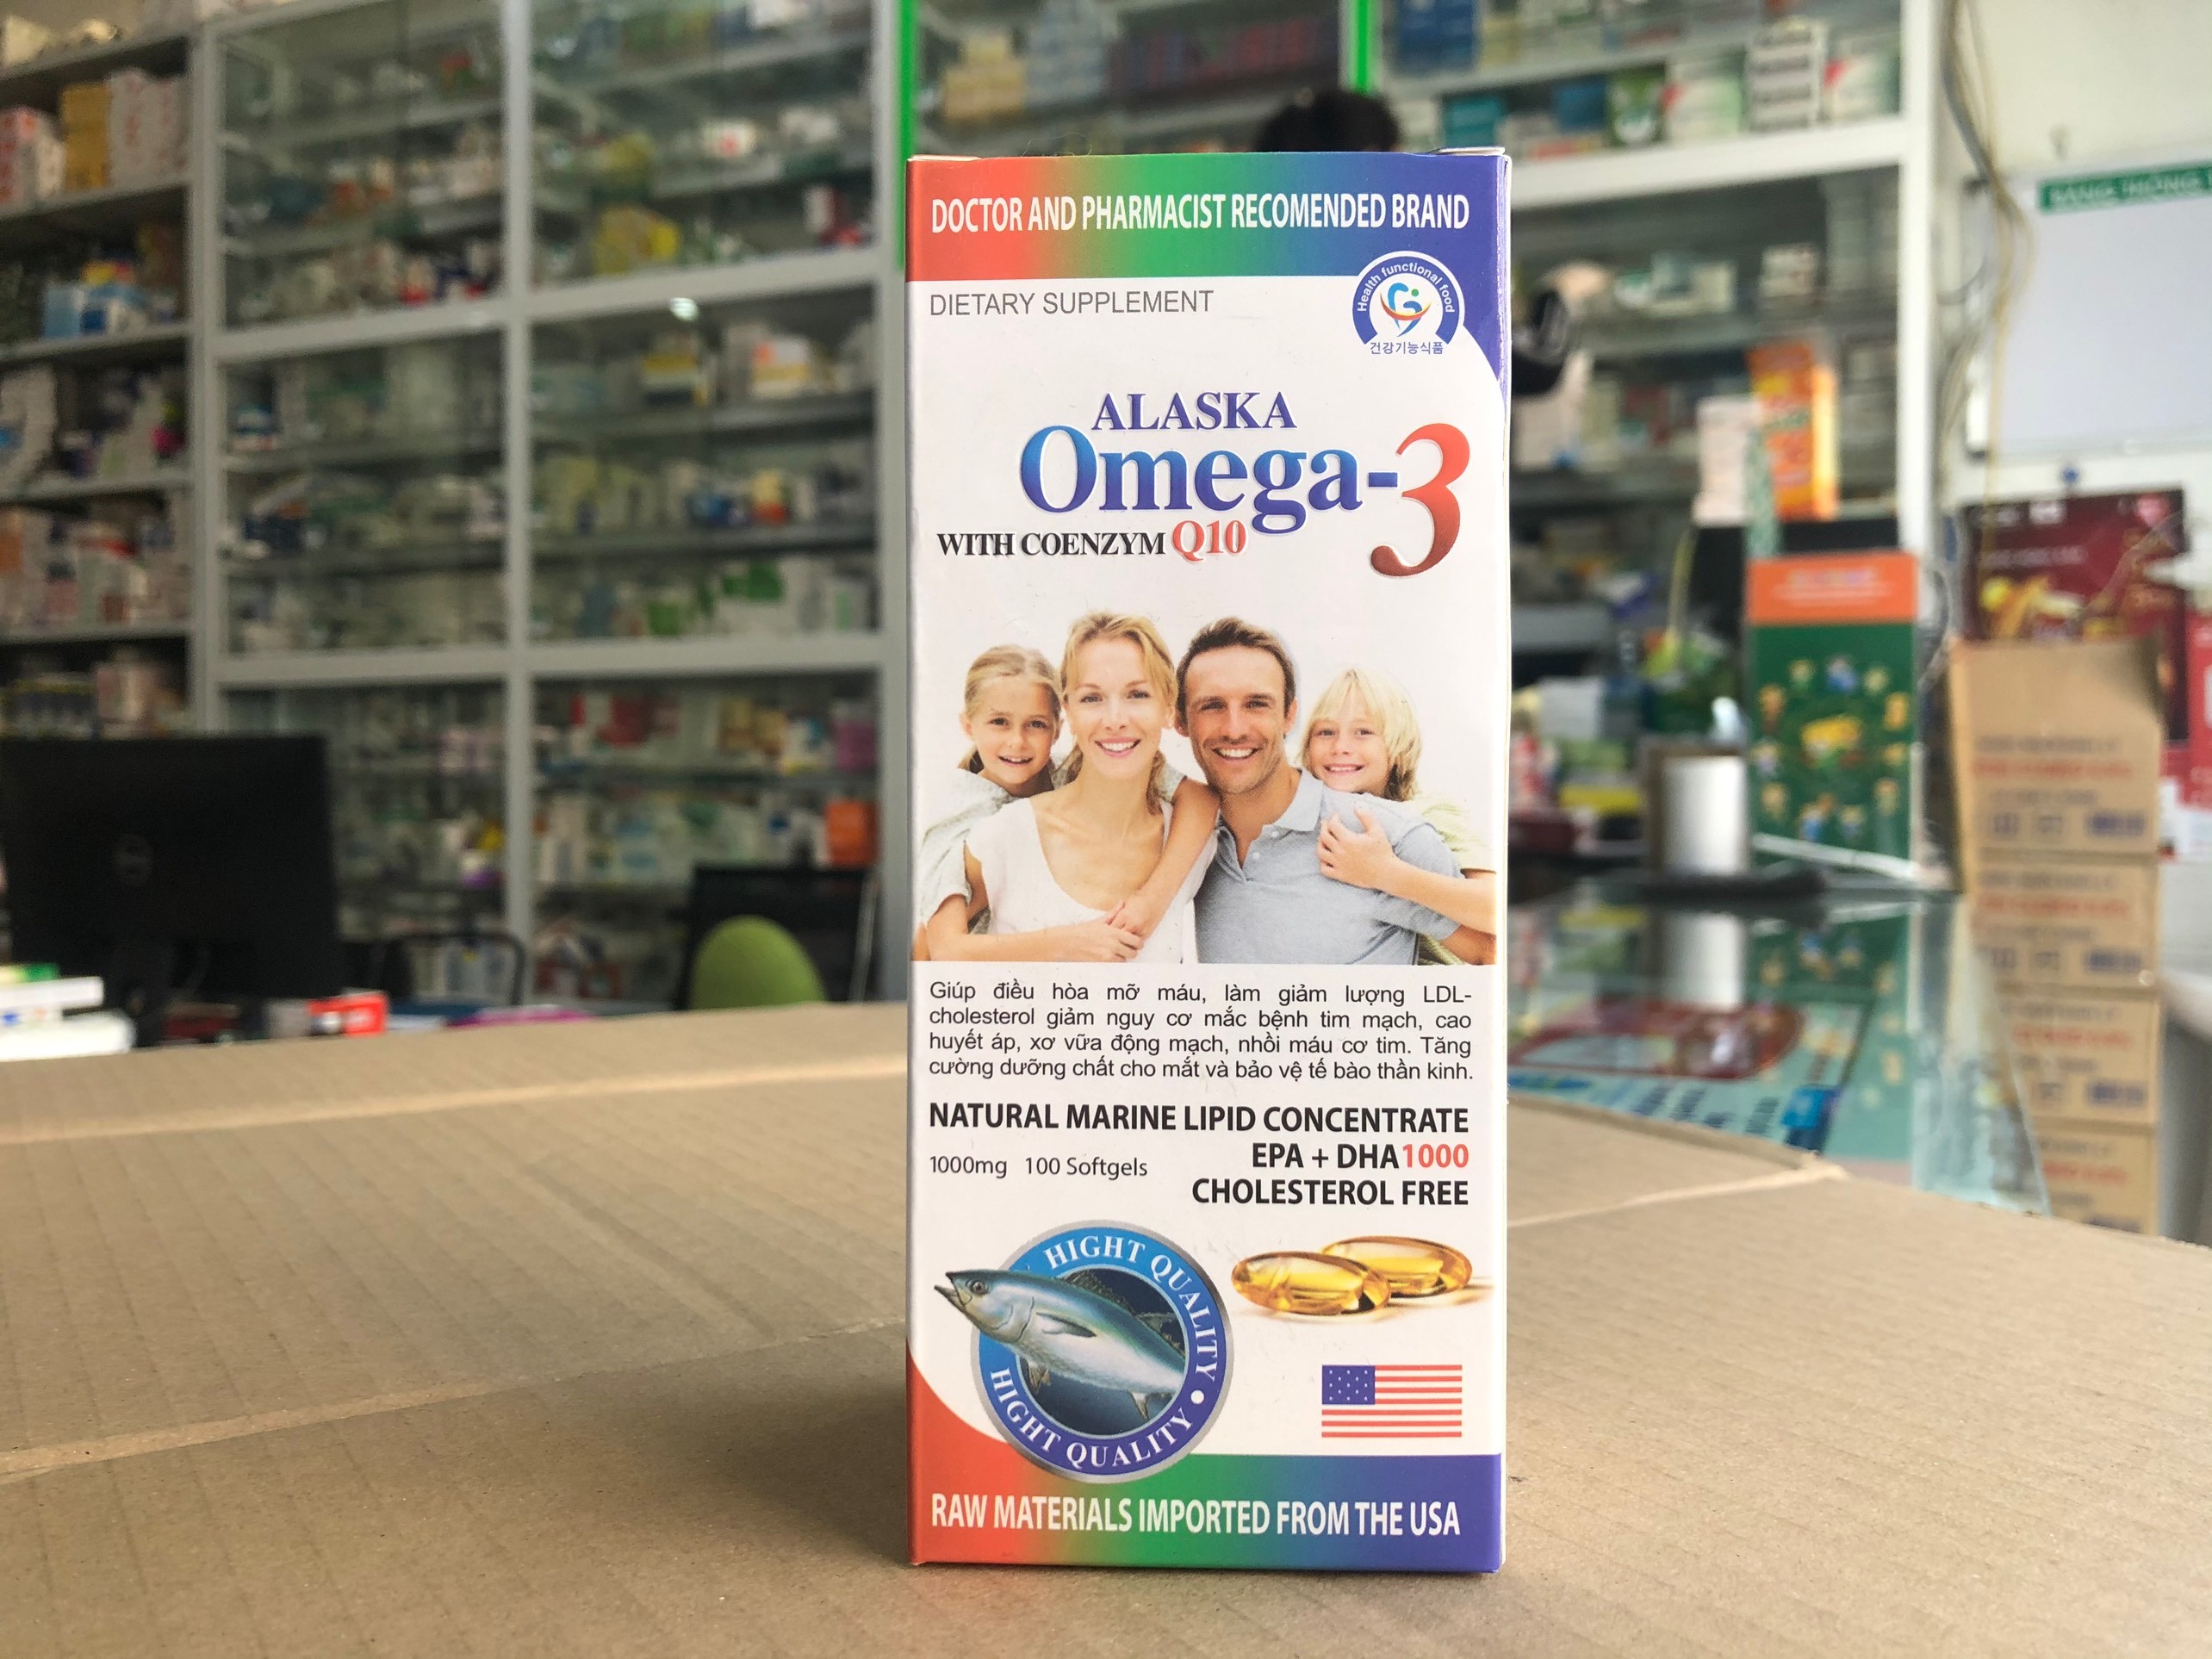 DOCTOR AND PHARMACIST RECOMENDED BRAND
DIETARY SUPPLEMENT
Health functional food
건강기능식품
ALASKA
Omega-3
WITH COENZYM Q10
Giúp điều hòa mỡ máu, làm giảm lượng LDL-
cholesterol giảm nguy cơ mắc bệnh tim mạch, cao
huyết áp, xơ vữa động mạch, nhồi máu cơ tim. Tăng
cường dưỡng chất cho mắt và bảo vệ tế bào thần kinh.
NATURAL MARINE LIPID CONCENTRATE
EPA + DHA1000
1000mg 100 Softgels
CHOLESTEROL FREE
HIGHT QUALITY •
HIGHT QUALITY
RAW MATERIALS IMPORTED FROM THE USA